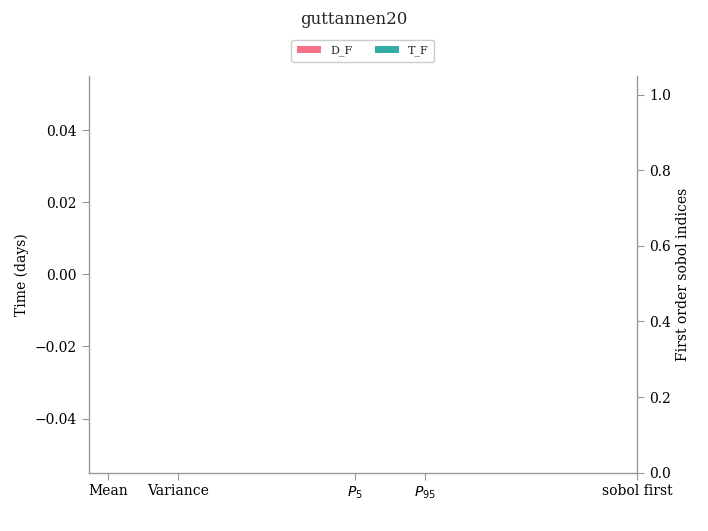 guttannen20
D_F T_F
0.04
0.02
0.00
−0.02
−0.04
Time (days)
1.0
0.8
0.6
0.4
0.2
0.0
First order sobol indices
Mean Variance P5 P95 sobol first